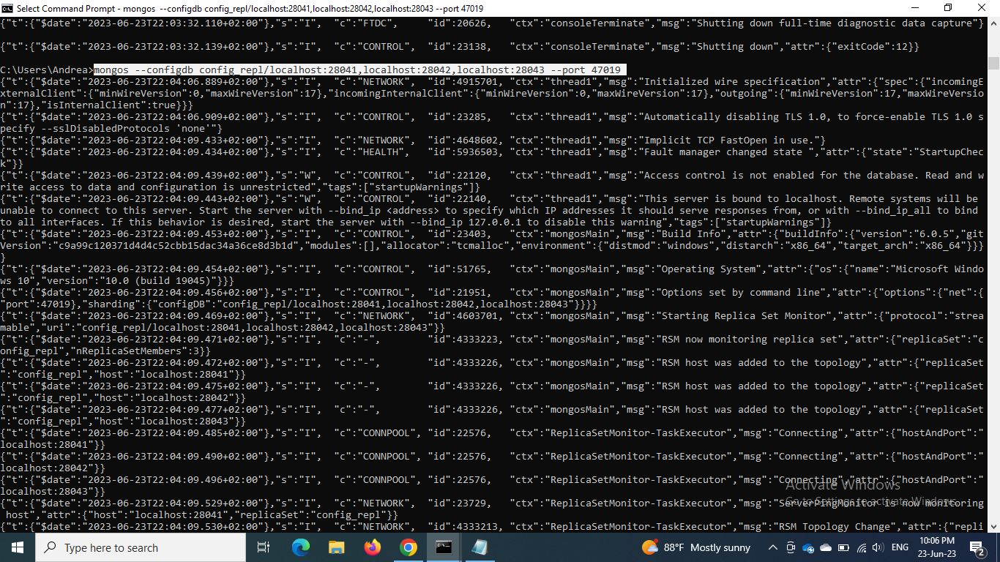 Select Command Prompt - mongos --configdb config_repl/localhost:28041,localhost:28042,localhost:28043 --port 47019
{"t":{"$date":"2023-06-23T22:03:32.110+02:00"},"s":"I", "c":"FTDC", "id":20626, "ctx":"consoleTerminate","msg":"Shutting down full-time diagnostic data capture"}
{"t":{"$date":"2023-06-23T22:03:32.139+02:00"},"s":"I", "c":"CONTROL", "id":23138, "ctx":"consoleTerminate","msg":"Shutting down","attr":{"exitCode":12}}
C:\Users\Andrea>mongos --configdb config_repl/localhost:28041,localhost:28042,localhost:28043 --port 47019
{"t":{"$date":"2023-06-23T22:04:06.889+02:00"},"s":"I", "c":"NETWORK", "id":4915701, "ctx":"thread1","msg":"Initialized wire specification","attr":{"spec":{"incomingE
xternalClient":{"minWireVersion":0,"maxWireVersion":17},"incomingInternalClient":{"minWireVersion":0,"maxWireVersion":17},"outgoing":{"minWireVersion":17,"maxWireVersio
n":17},"isInternalClient":true}}}
{"t":{"$date":"2023-06-23T22:04:06.909+02:00"},"s":"I", "c":"CONTROL", "id":23285, "ctx":"thread1","msg":"Automatically disabling TLS 1.0, to force-enable TLS 1.0 s
pecify --sslDisabledProtocols 'none'"}
{"t":{"$date":"2023-06-23T22:04:09.433+02:00"},"s":"I", "c":"NETWORK", "id":4648602, "ctx":"thread1","msg":"Implicit TCP FastOpen in use."}
{"t":{"$date":"2023-06-23T22:04:09.434+02:00"},"s":"I", "c":"HEALTH", "id":5936503, "ctx":"thread1","msg":"Fault manager changed state ","attr":{"state":"StartupChec
k"}}
{"t":{"$date":"2023-06-23T22:04:09.439+02:00"},"s":"W", "c":"CONTROL", "id":22120, "ctx":"thread1","msg":"Access control is not enabled for the database. Read and w
rite access to data and configuration is unrestricted","tags":["startupWarnings"]}
{"t":{"$date":"2023-06-23T22:04:09.443+02:00"},"s":"W", "c":"CONTROL", "id":22140, "ctx":"thread1","msg":"This server is bound to localhost. Remote systems will be
unable to connect to this server. Start the server with --bind_ip <address> to specify which IP addresses it should serve responses from, or with --bind_ip_all to bind
to all interfaces. If this behavior is desired, start the server with --bind_ip 127.0.0.1 to disable this warning","tags":["startupWarnings"]}
{"t":{"$date":"2023-06-23T22:04:09.453+02:00"},"s":"I", "c":"CONTROL", "id":23403, "ctx":"mongosMain","msg":"Build Info","attr":{"buildInfo":{"version":"6.0.5","git
Version":"c9a99c120371d4d4c52cbb15dac34a36ce8d3b1d","modules":[],"allocator":"tcmalloc","environment":{"distmod":"windows","distarch":"x86_64","target_arch":"x86_64"}}}
}
{"t":{"$date":"2023-06-23T22:04:09.454+02:00"},"s":"I", "c":"CONTROL", "id":51765, "ctx":"mongosMain","msg":"Operating System","attr":{"os":{"name":"Microsoft Windo
ws 10","version":"10.0 (build 19045)"}}}
{"t":{"$date":"2023-06-23T22:04:09.456+02:00"},"s":"I", "c":"CONTROL", "id":21951, "ctx":"mongosMain","msg":"Options set by command line","attr":{"options":{"net":{
"port":47019},"sharding":{"configDB":"config_repl/localhost:28041,localhost:28042,localhost:28043"}}}}
{"t":{"$date":"2023-06-23T22:04:09.469+02:00"},"s":"I", "c":"NETWORK", "id":4603701, "ctx":"mongosMain","msg":"Starting Replica Set Monitor","attr":{"protocol":"strea
mable","uri":"config_repl/localhost:28041,localhost:28042,localhost:28043"}}
{"t":{"$date":"2023-06-23T22:04:09.471+02:00"},"s":"I", "c":"-", "id":4333223, "ctx":"mongosMain","msg":"RSM now monitoring replica set","attr":{"replicaSet":"c
onfig_repl","nReplicaSetMembers":3}}
{"t":{"$date":"2023-06-23T22:04:09.472+02:00"},"s":"I", "c":"-", "id":4333226, "ctx":"mongosMain","msg":"RSM host was added to the topology","attr":{"replicaSet
":"config_repl","host":"localhost:28041"}}
{"t":{"$date":"2023-06-23T22:04:09.475+02:00"},"s":"I", "c":"-", "id":4333226, "ctx":"mongosMain","msg":"RSM host was added to the topology","attr":{"replicaSet
":"config_repl","host":"localhost:28042"}}
{"t":{"$date":"2023-06-23T22:04:09.477+02:00"},"s":"I", "c":"-", "id":4333226, "ctx":"mongosMain","msg":"RSM host was added to the topology","attr":{"replicaSet
":"config_repl","host":"localhost:28043"}}
{"t":{"$date":"2023-06-23T22:04:09.485+02:00"},"s":"I", "c":"CONNPOOL", "id":22576, "ctx":"ReplicaSetMonitor-TaskExecutor","msg":"Connecting","attr":{"hostAndPort":"
localhost:28041"}}
{"t":{"$date":"2023-06-23T22:04:09.490+02:00"},"s":"I", "c":"CONNPOOL", "id":22576, "ctx":"ReplicaSetMonitor-TaskExecutor","msg":"Connecting","attr":{"hostAndPort":"
localhost:28042"}}
{"t":{"$date":"2023-06-23T22:04:09.496+02:00"},"s":"I", "c":"CONNPOOL", "id":22576, "ctx":"ReplicaSetMonitor-TaskExecutor","msg":"Connecting","attr":{"hostAndPort":"
localhost:28043"}}
Activate Windows
Go to Settings to activate Windows.
{"t":{"$date":"2023-06-23T22:04:09.529+02:00"},"s":"I", "c":"NETWORK", "id":23729, "ctx":"ReplicaSetMonitor-TaskExecutor","msg":"ServerPingMonitor is now monitoring
host","attr":{"host":"localhost:28041","replicaSet":"config_repl"}}
{"t":{"$date":"2023-06-23T22:04:09.530+02:00"},"s":"I", "c":"NETWORK", "id":4333213, "ctx":"ReplicaSetMonitor-TaskExecutor","msg":"RSM Topology Change","attr":{"repli
Type here to search
88°F Mostly sunny
ENG
10:06 PM
23-Jun-23
2